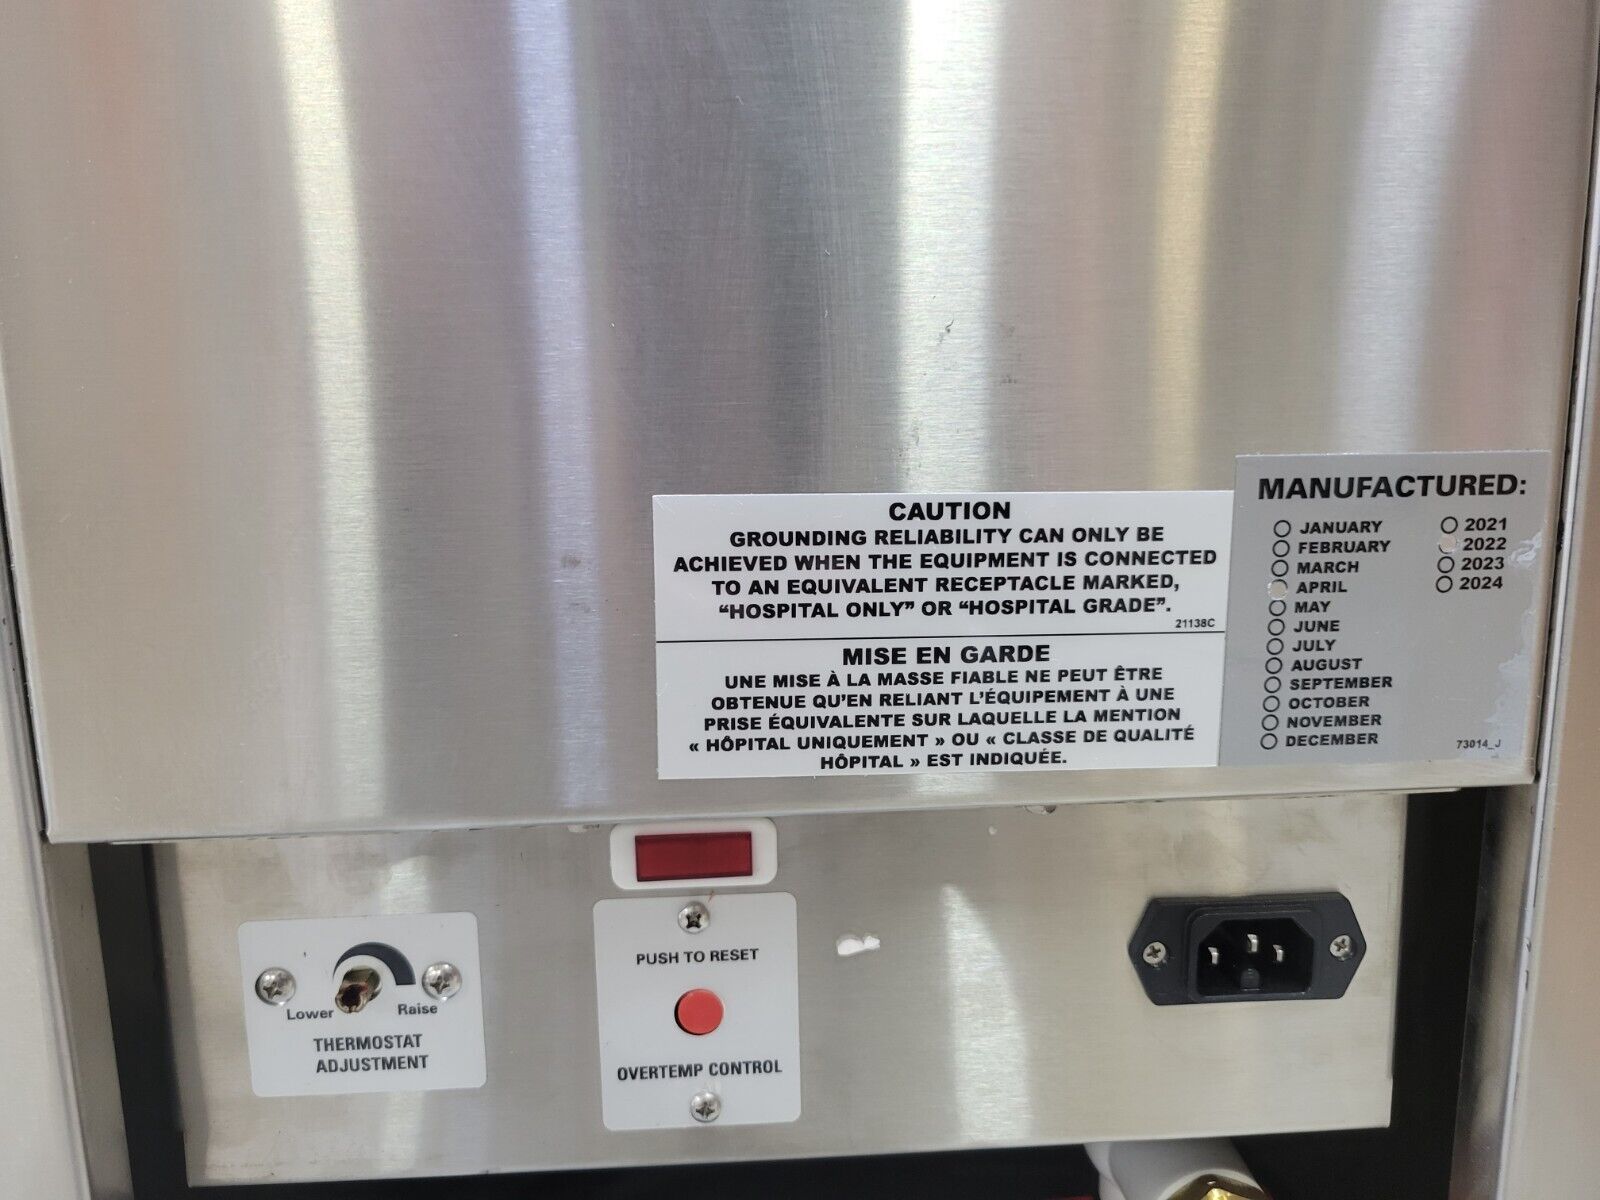 CAUTION
GROUNDING RELIABILITY CAN ONLY BE
ACHIEVED WHEN THE EQUIPMENT IS CONNECTED
TO AN EQUIVALENT RECEPTACLE MARKED,
“HOSPITAL ONLY” OR “HOSPITAL GRADE”.
21138C
MISE EN GARDE
UNE MISE À LA MASSE FIABLE NE PEUT ÊTRE
OBTENUE QU'EN RELIANT L'ÉQUIPEMENT À UNE
PRISE ÉQUIVALENTE SUR LAQUELLE LA MENTION
« HÔPITAL UNIQUEMENT » OU « CLASSE DE QUALITÉ
HÔPITAL » EST INDIQUÉE.
MANUFACTURED:
JANUARY 2021
FEBRUARY 2022
MARCH 2023
APRIL 2024
MAY
JUNE
JULY
AUGUST
SEPTEMBER
OCTOBER
NOVEMBER
DECEMBER
73014_J
Lower Raise
THERMOSTAT
ADJUSTMENT
PUSH TO RESET
OVERTEMP CONTROL